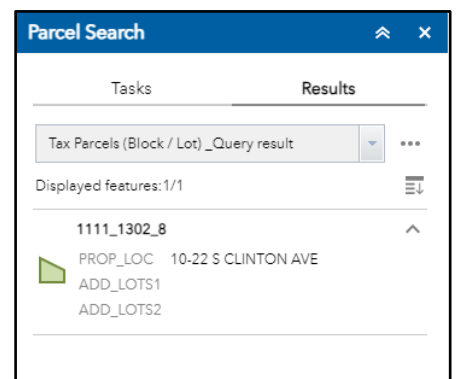 Parcel Search
Tasks Results
Tax Parcels (Block / Lot) _Query result
Displayed features:1/1
1111_1302_8
PROP_LOC 10-22 S CLINTON AVE
ADD_LOTS1
ADD_LOTS2